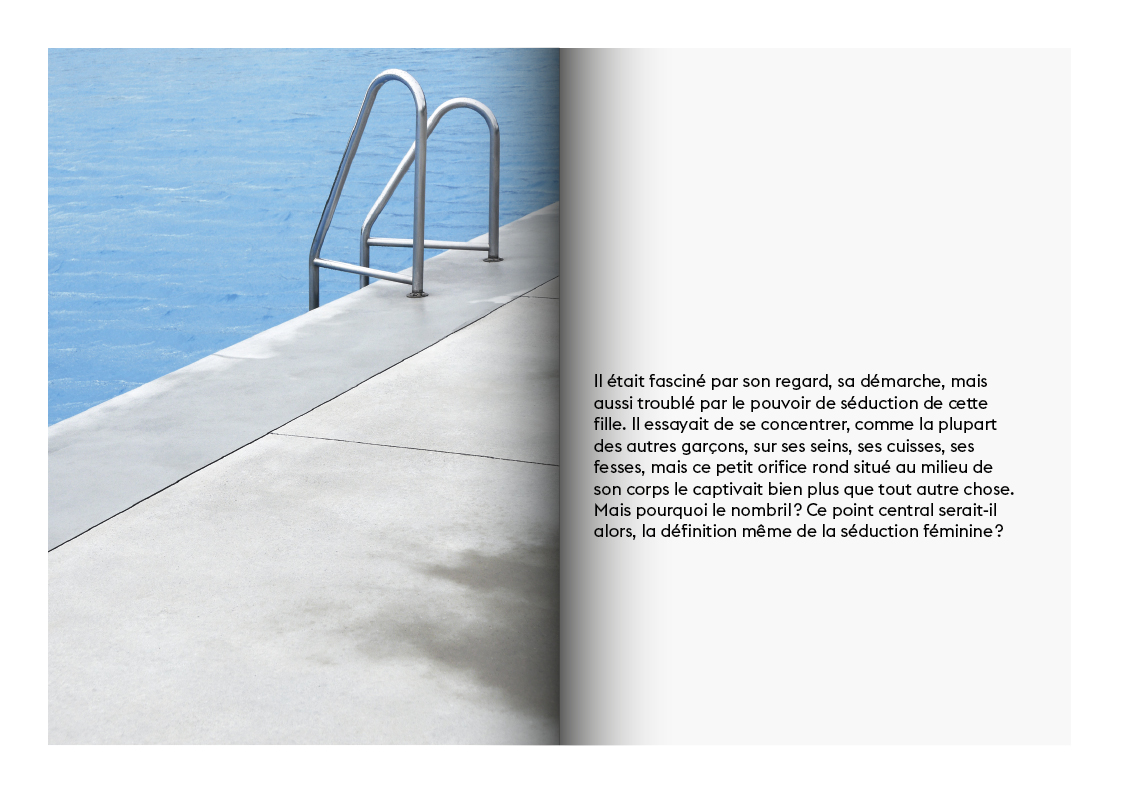 Il était fasciné par son regard, sa démarche, mais
aussi troublé par le pouvoir de séduction de cette
fille. Il essayait de se concentrer, comme la plupart
des autres garçons, sur ses seins, ses cuisses, ses
fesses, mais ce petit orifice rond situé au milieu de
son corps le captivait bien plus que tout autre chose.
Mais pourquoi le nombril ? Ce point central serait-il
alors, la définition même de la séduction féminine ?